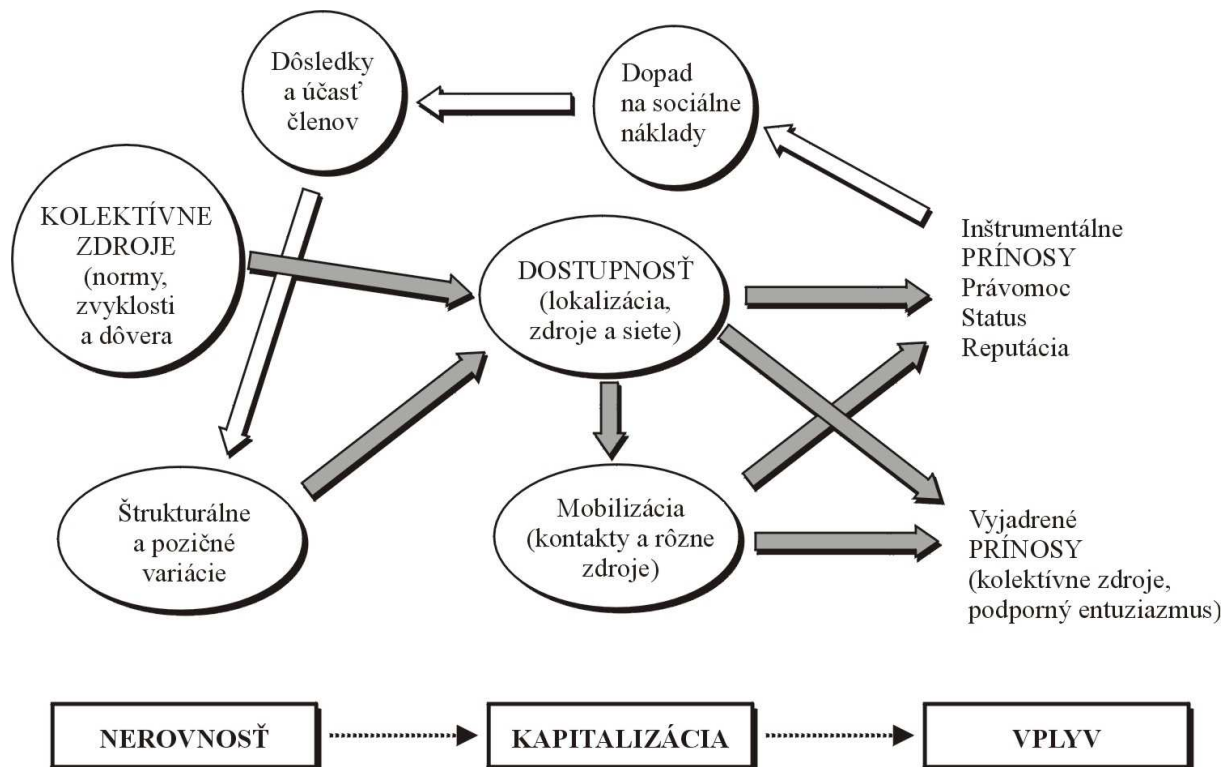 Dôsledky
a účasť
členov
Dopad
na sociálne
náklady
KOLEKTÍVNE
ZDROJE
(normy,
zvyklosti
a dôvera
DOSTUPNOSŤ
(lokalizácia,
zdroje a siete)
Inštrumentálne
PRÍNOSY
Právomoc
Status
Reputácia
Štrukturálne
a pozičné
variácie
Mobilizácia
(kontakty a rôzne
zdroje)
Vyjadrené
PRÍNOSY
(kolektívne zdroje,
podporný entuziazmus)
NEROVNOSŤ
KAPITALIZÁCIA
VPLYV